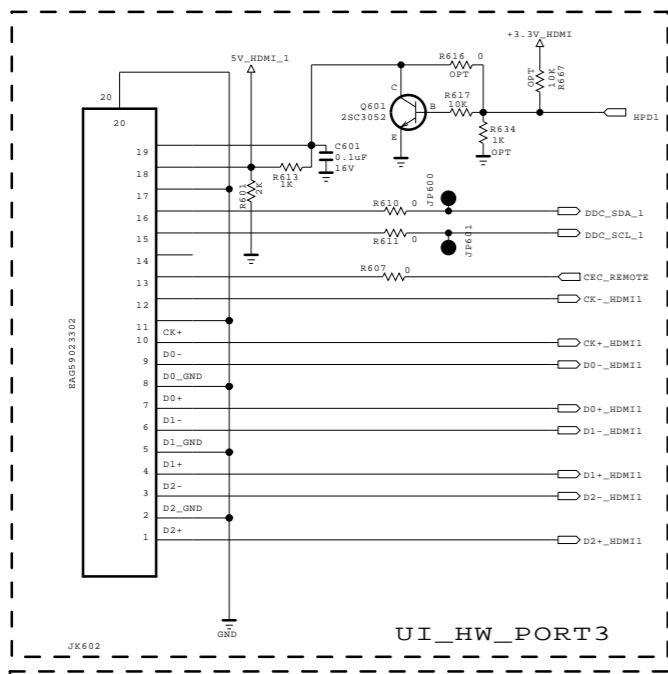 +3.3V_HDMI
5V_HDMI_1
R616 0
OPT
OPT
10K
R667
C
Q601
2SC3052
B
R617
10K
E
HPD1
R634
1K
OPT
20
20
19
C601
0.1uF
16V
18
R613
1K
R601
2K
17
16
R610 0
JP600
DDC_SDA_1
15
R611 0
JP601
DDC_SCL_1
14
13
R607 0
CEC_REMOTE
12
CK-_HDMI1
11
CK+
10
CK+_HDMI1
D0-
9
D0-_HDMI1
D0_GND
8
D0+
7
D0+_HDMI1
D1-
6
D1-_HDMI1
D1_GND
5
D1+
4
D1+_HDMI1
D2-
3
D2-_HDMI1
D2_GND
2
D2+
1
D2+_HDMI1
EAG59023302
GND
JK602
UI_HW_PORT3